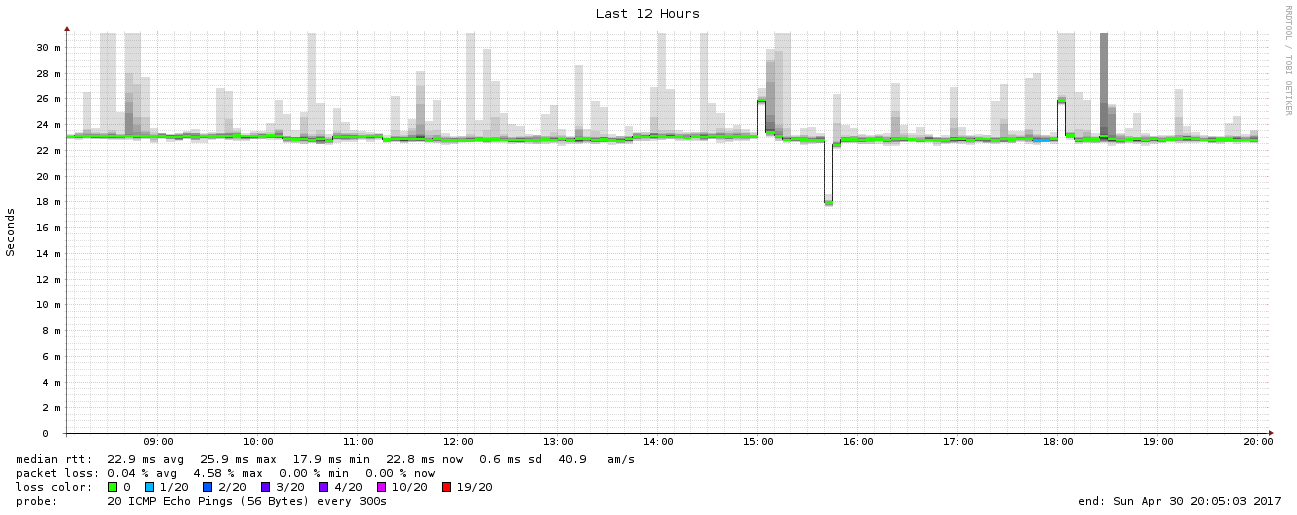 Last 12 Hours
RRDTOOL / TOBI OETIKER
Seconds
30 m
28 m
26 m
24 m
22 m
20 m
18 m
16 m
14 m
12 m
10 m
8 m
6 m
4 m
2 m
0
09:00 10:00 11:00 12:00 13:00 14:00 15:00 16:00 17:00 18:00 19:00 20:00
median rtt: 22.9 ms avg 25.9 ms max 17.9 ms min 22.8 ms now 0.6 ms sd 40.9 am/s
packet loss: 0.04 % avg 4.58 % max 0.00 % min 0.00 % now
loss color: 0 1/20 2/20 3/20 4/20 10/20 19/20
probe: 20 ICMP Echo Pings (56 Bytes) every 300s end: Sun Apr 30 20:05:03 2017